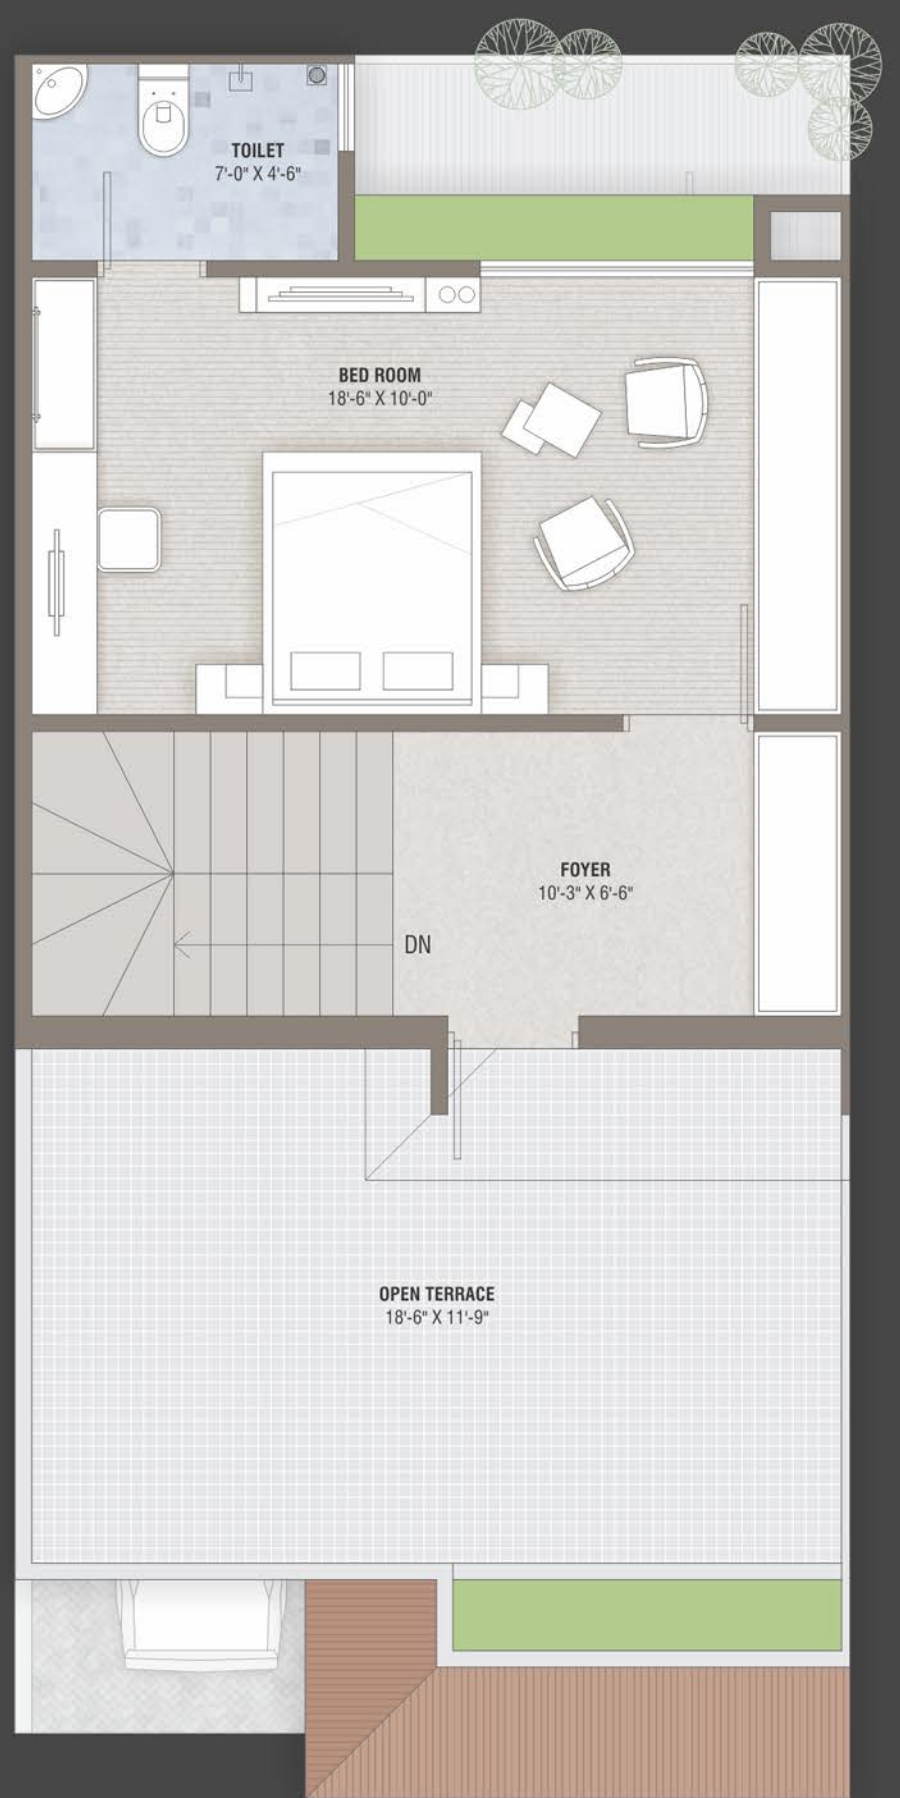 TOILET
7'-0" X 4'-6"
BED ROOM
18'-6" X 10'-0"
FOYER
10'-3" X 6'-6"
DN
OPEN TERRACE
18'-6" X 11'-9"